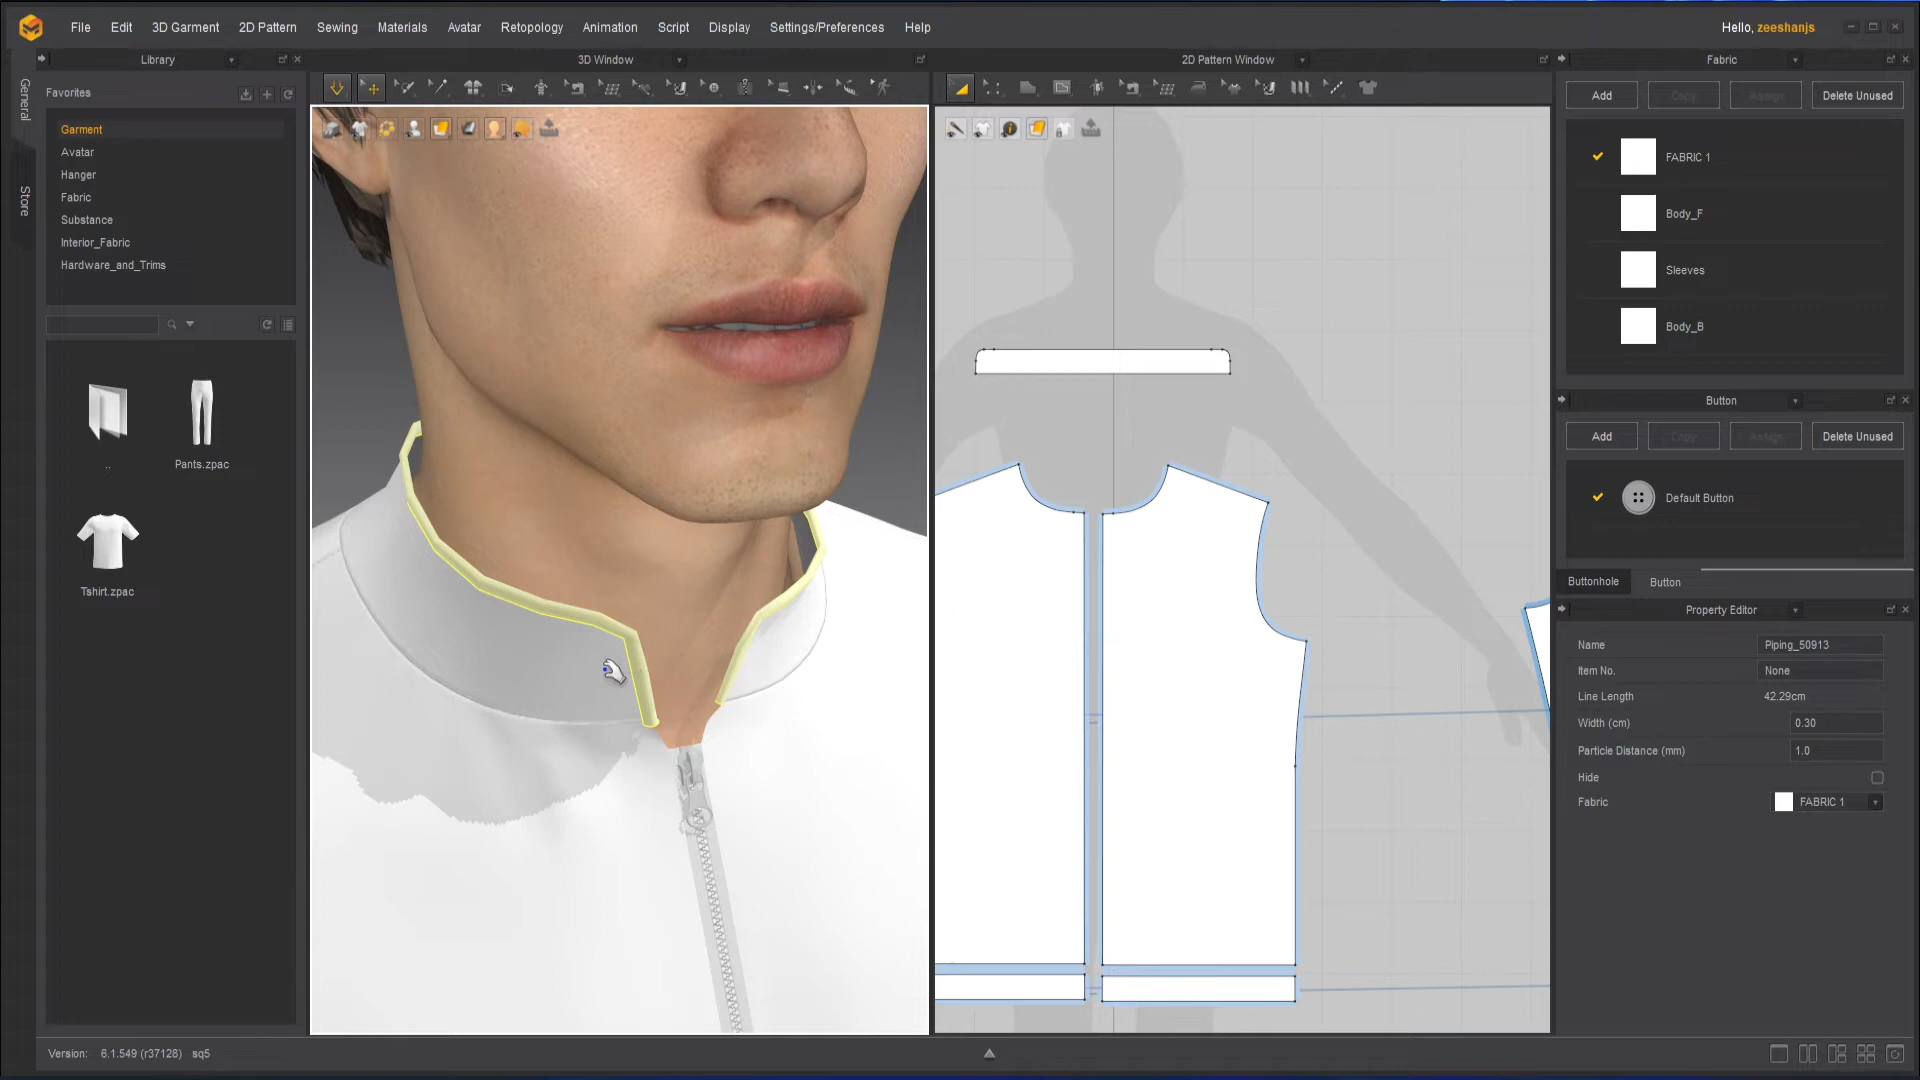 File Edit 3D Garment 2D Pattern Sewing Materials Avatar Retopology Animation Script Display Settings/Preferences Help Hello, zeeshanjs
Library 3D Window 2D Pattern Window Fabric
General
Store
Favorites
Garment
Avatar
Hanger
Fabric
Substance
Interior_Fabric
Hardware_and_Trims
..
Pants.zpac
Tshirt.zpac
Add Copy Assign Delete Unused
FABRIC 1
Body_F
Sleeves
Body_B
Button
Add Copy Assign Delete Unused
Default Button
Buttonhole Button
Property Editor
Name Piping_50913
Item No. None
Line Length 42.29cm
Width (cm) 0.30
Particle Distance (mm) 1.0
Hide
Fabric FABRIC 1
Version: 6.1.549 (r37128) sq5